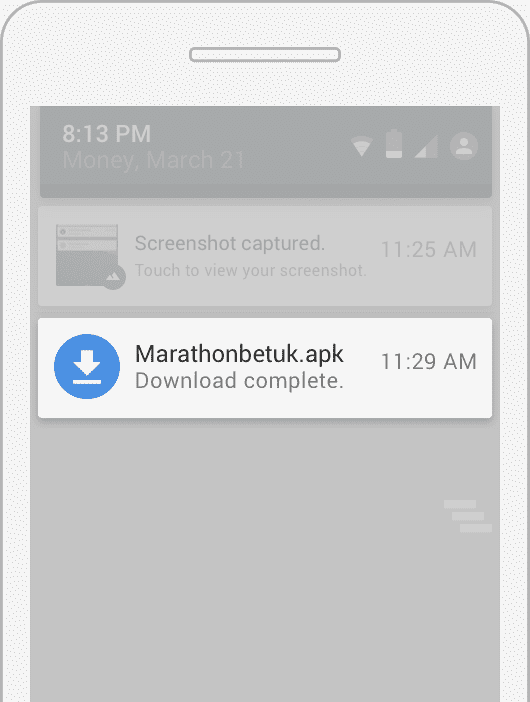 8:13 PM
Money, March 21
Screenshot captured.
11:25 AM
Touch to view your screenshot.
Marathonbetuk.apk
11:29 AM
Download complete.